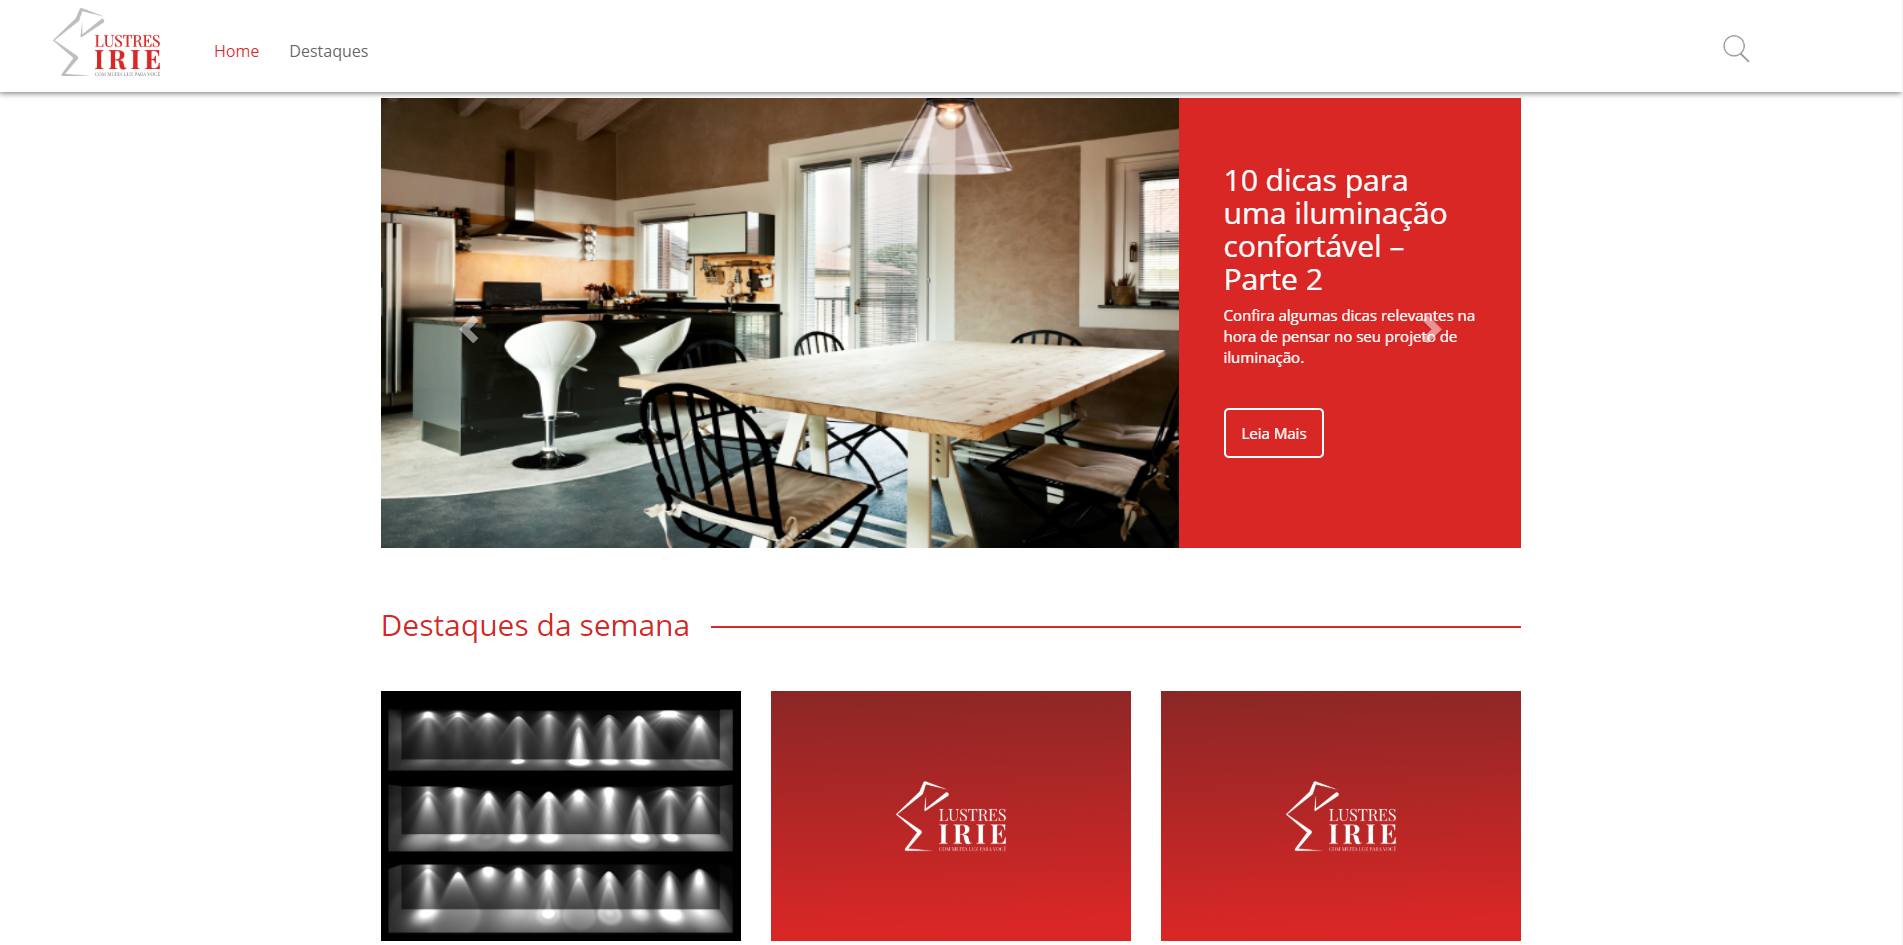 LUSTRES
IRIE
COM MUITA LUZ PARA VOCÊ
Home
Destaques
10 dicas para
uma iluminação
confortável –
Parte 2
Confira algumas dicas relevantes na
hora de pensar no seu projeto de
iluminação.
Leia Mais
Destaques da semana
LUSTRES
IRIE
COM MUITA LUZ PARA VOCÊ
LUSTRES
IRIE
COM MUITA LUZ PARA VOCÊ